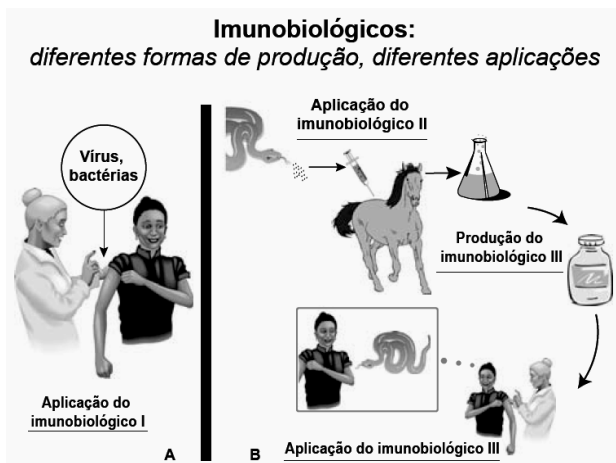 Imunobiológicos:
diferentes formas de produção, diferentes aplicações
Vírus,
bactérias
Aplicação do
imunobiológico I
A
Aplicação do
imunobiológico II
Produção do
imunobiológico III
B
Aplicação do imunobiológico III